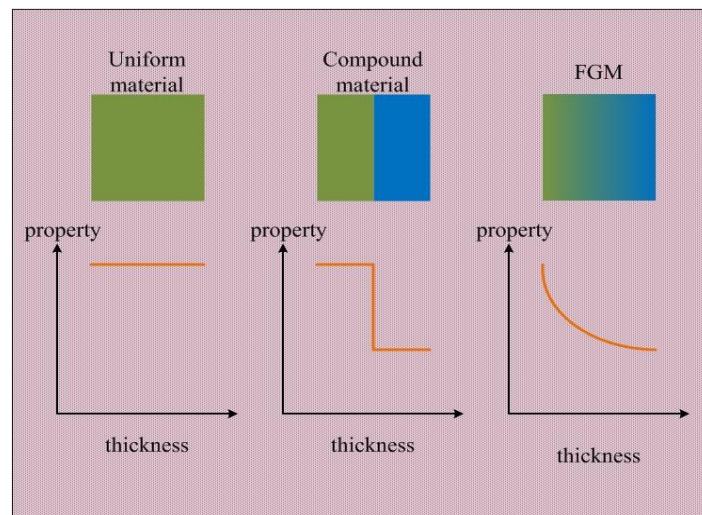 Uniform
material
Compound
material
FGM
property
property
property
thickness
thickness
thickness